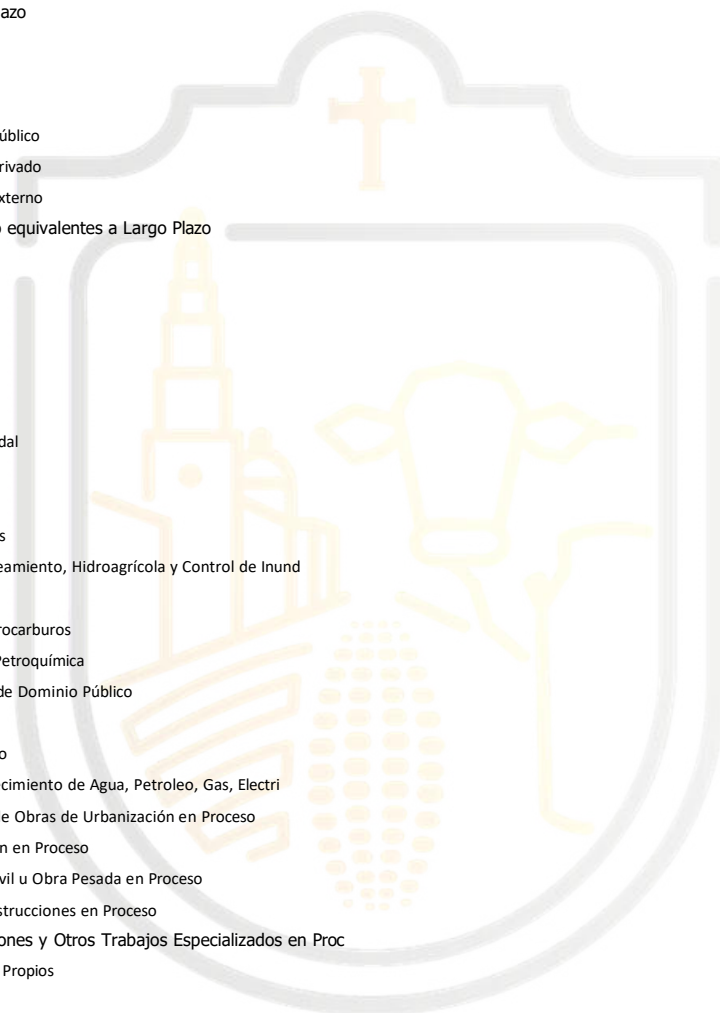 azo
úblico
rivado
xterno
o equivalentes a Largo Plazo
dal
s
eamiento, Hidroagrícola y Control de Inund
rocarburos
Petroquímica
de Dominio Público
o
ecimiento de Agua, Petroleo, Gas, Electri
de Obras de Urbanización en Proceso
n en Proceso
vil u Obra Pesada en Proceso
strucciones en Proceso
ones y Otros Trabajos Especializados en Proc
Propios